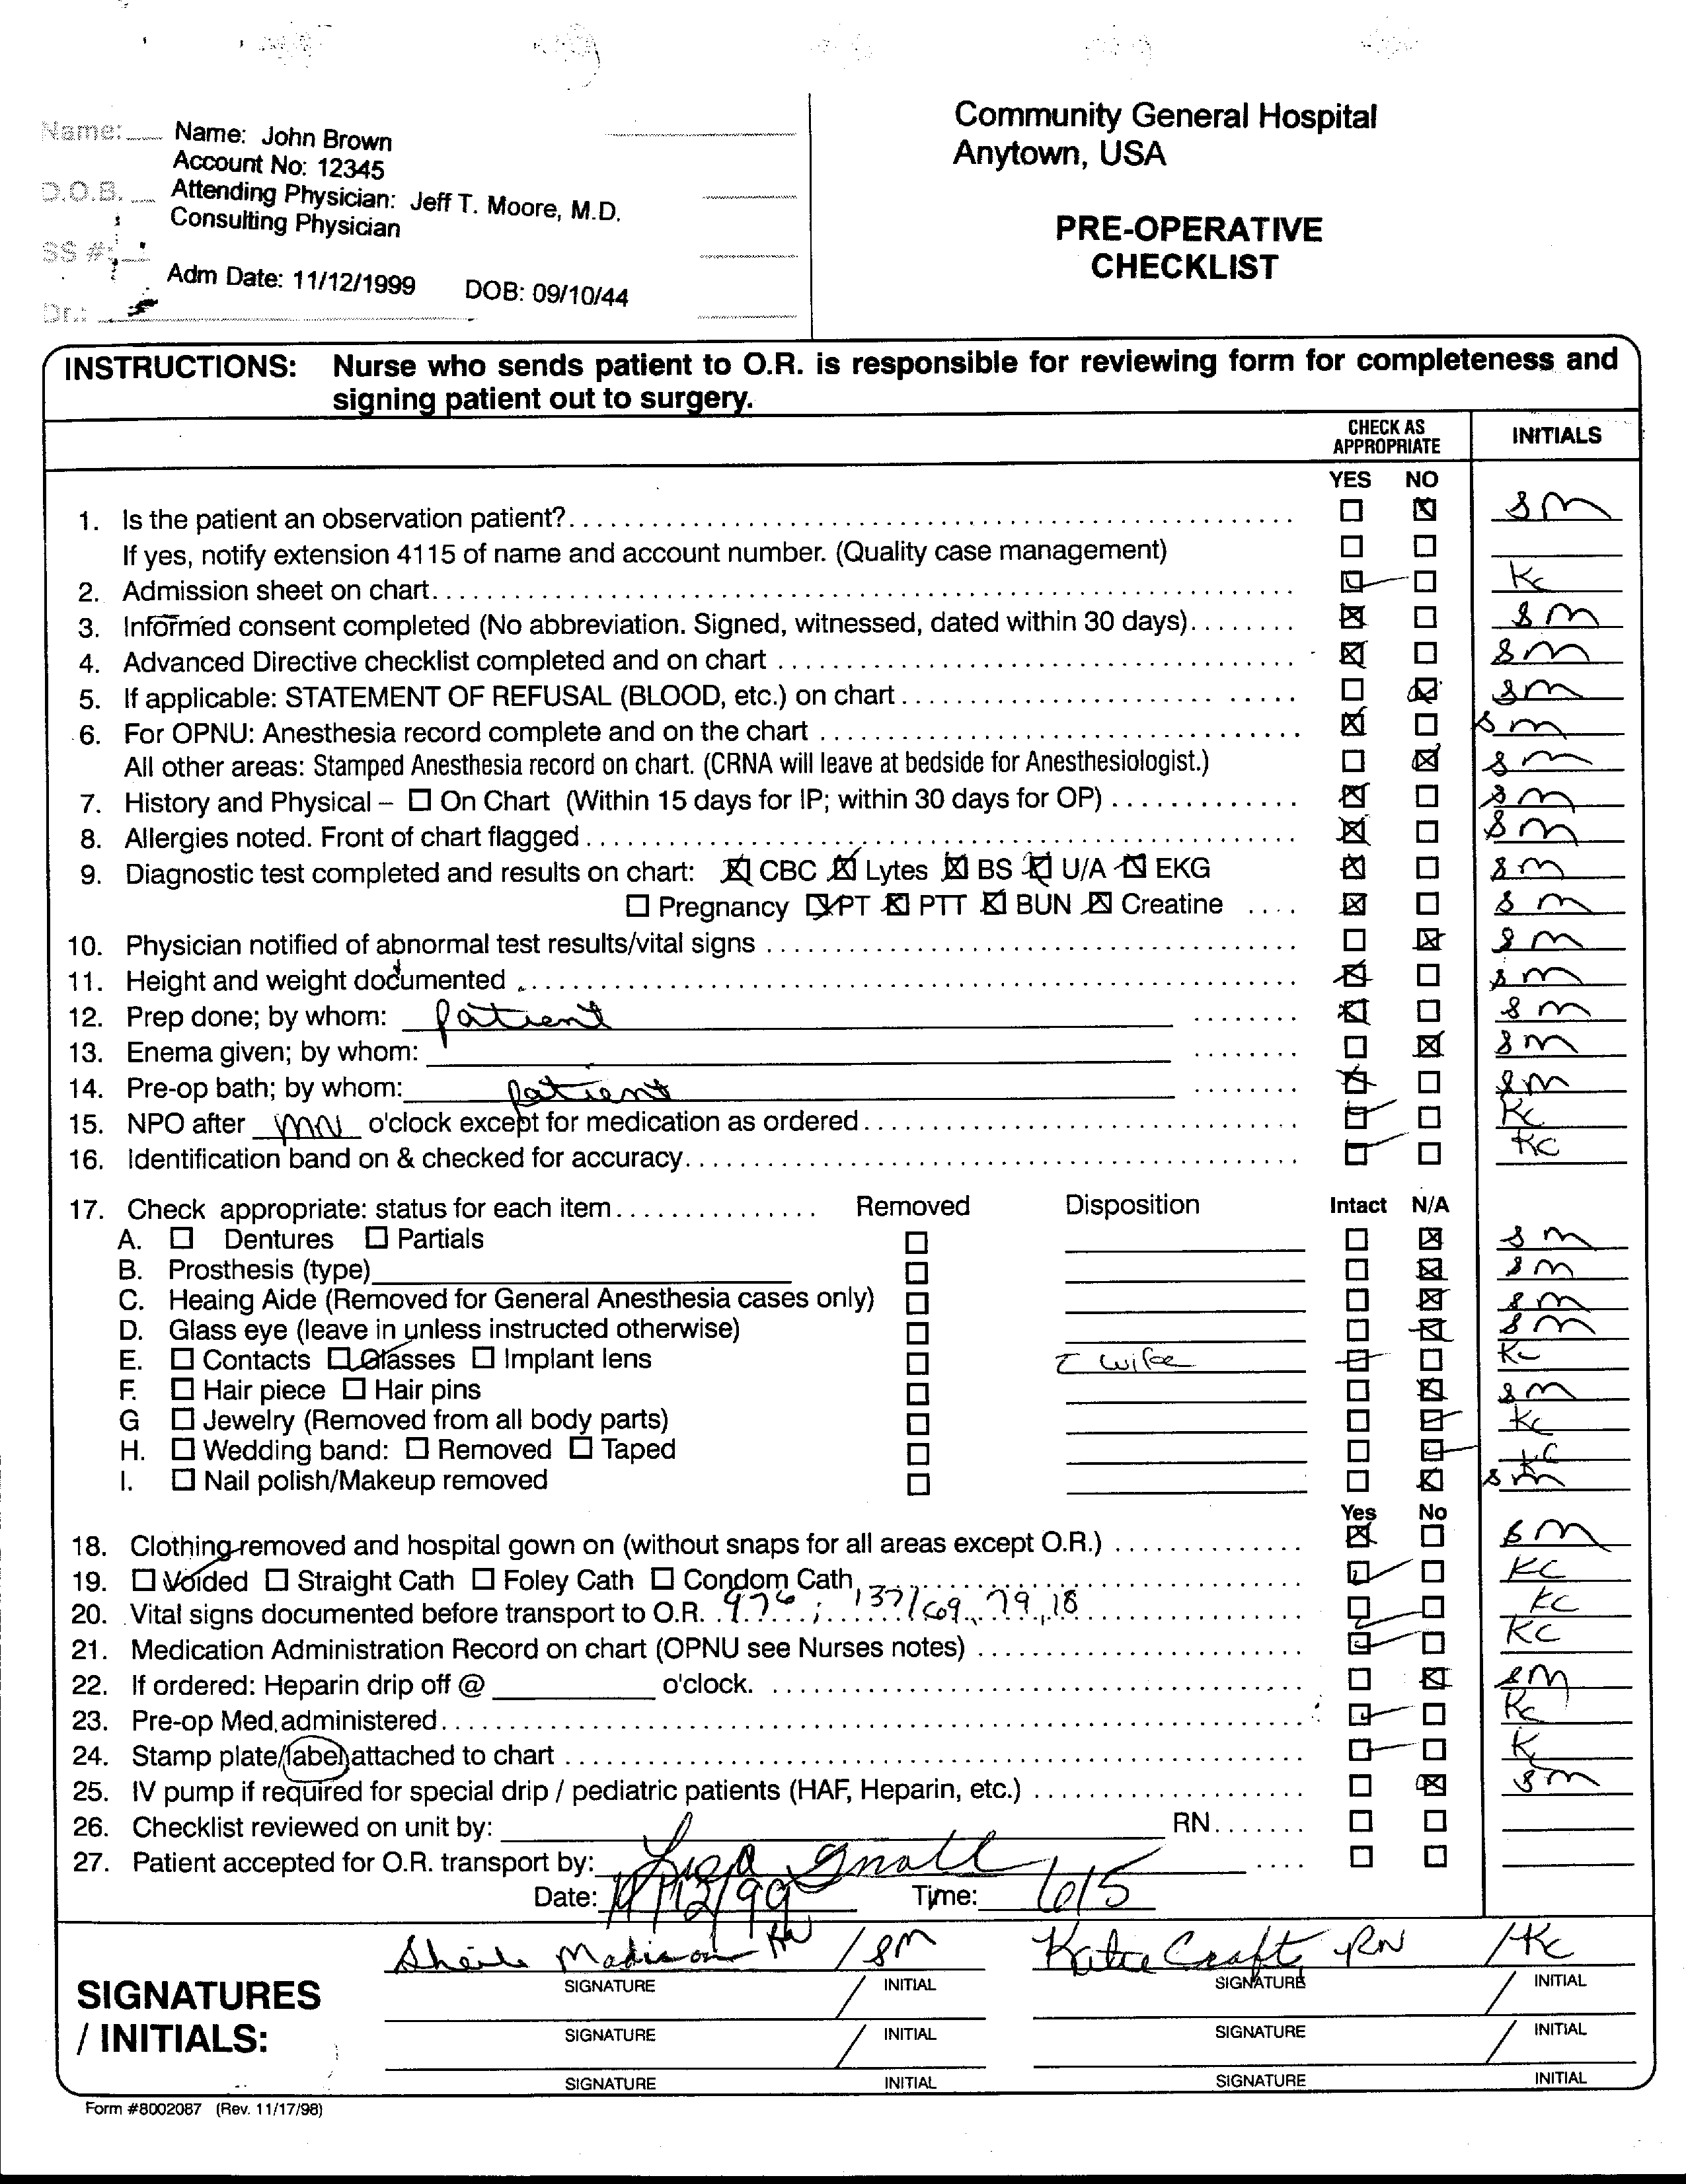 Name: Name: John Brown
Account No: 12345
D.O.B. Attending Physician: Jeff T. Moore, M.D.
Consulting Physician
SS #:
Adm Date: 11/12/1999 DOB: 09/10/44
Dr.:
Community General Hospital
Anytown, USA
PRE-OPERATIVE
CHECKLIST
INSTRUCTIONS: Nurse who sends patient to O.R. is responsible for reviewing form for completeness and
signing patient out to surgery.
CHECK AS
APPROPRIATE
INITIALS
YES NO
1. Is the patient an observation patient? SM
If yes, notify extension 4115 of name and account number. (Quality case management)
2. Admission sheet on chart. KC
3. Informed consent completed (No abbreviation. Signed, witnessed, dated within 30 days). SM
4. Advanced Directive checklist completed and on chart SM
5. If applicable: STATEMENT OF REFUSAL (BLOOD, etc.) on chart SM
6. For OPNU: Anesthesia record complete and on the chart SM
All other areas: Stamped Anesthesia record on chart. (CRNA will leave at bedside for Anesthesiologist.) SM
7. History and Physical – On Chart (Within 15 days for IP; within 30 days for OP) SM
8. Allergies noted. Front of chart flagged SM
9. Diagnostic test completed and results on chart: CBC Lytes BS U/A EKG SM
Pregnancy PT PTT BUN Creatine SM
10. Physician notified of abnormal test results/vital signs SM
11. Height and weight documented SM
12. Prep done; by whom: patient SM
13. Enema given; by whom: SM
14. Pre-op bath; by whom: patient SM
15. NPO after MN o'clock except for medication as ordered KC
16. Identification band on & checked for accuracy. KC
17. Check appropriate: status for each item Removed Disposition Intact N/A
A. Dentures Partials SM
B. Prosthesis (type) SM
C. Heaing Aide (Removed for General Anesthesia cases only) SM
D. Glass eye (leave in unless instructed otherwise) SM
E. Contacts Glasses Implant lens wife KC
F. Hair piece Hair pins SM
G Jewelry (Removed from all body parts) KC
H. Wedding band: Removed Taped KC
I. Nail polish/Makeup removed SM
Yes No
18. Clothing removed and hospital gown on (without snaps for all areas except O.R.) SM
19. Voided Straight Cath Foley Cath Condom Cath KC
20. Vital signs documented before transport to O.R. 976; 137/69, 79, 18 KC
21. Medication Administration Record on chart (OPNU see Nurses notes) KC
22. If ordered: Heparin drip off @ o'clock. SM
23. Pre-op Med. administered KC
24. Stamp plate/label attached to chart K
25. IV pump if required for special drip / pediatric patients (HAF, Heparin, etc.) SM
26. Checklist reviewed on unit by: RN
27. Patient accepted for O.R. transport by: Lisa
Date: 11/12/99 Time: 615
Sheila Madison RN / SM Katie Craft RN / KC
SIGNATURE INITIAL SIGNATURE INITIAL
SIGNATURES
/ INITIALS:
SIGNATURE INITIAL SIGNATURE INITIAL
SIGNATURE INITIAL SIGNATURE INITIAL
Form #8002087 (Rev. 11/17/98)